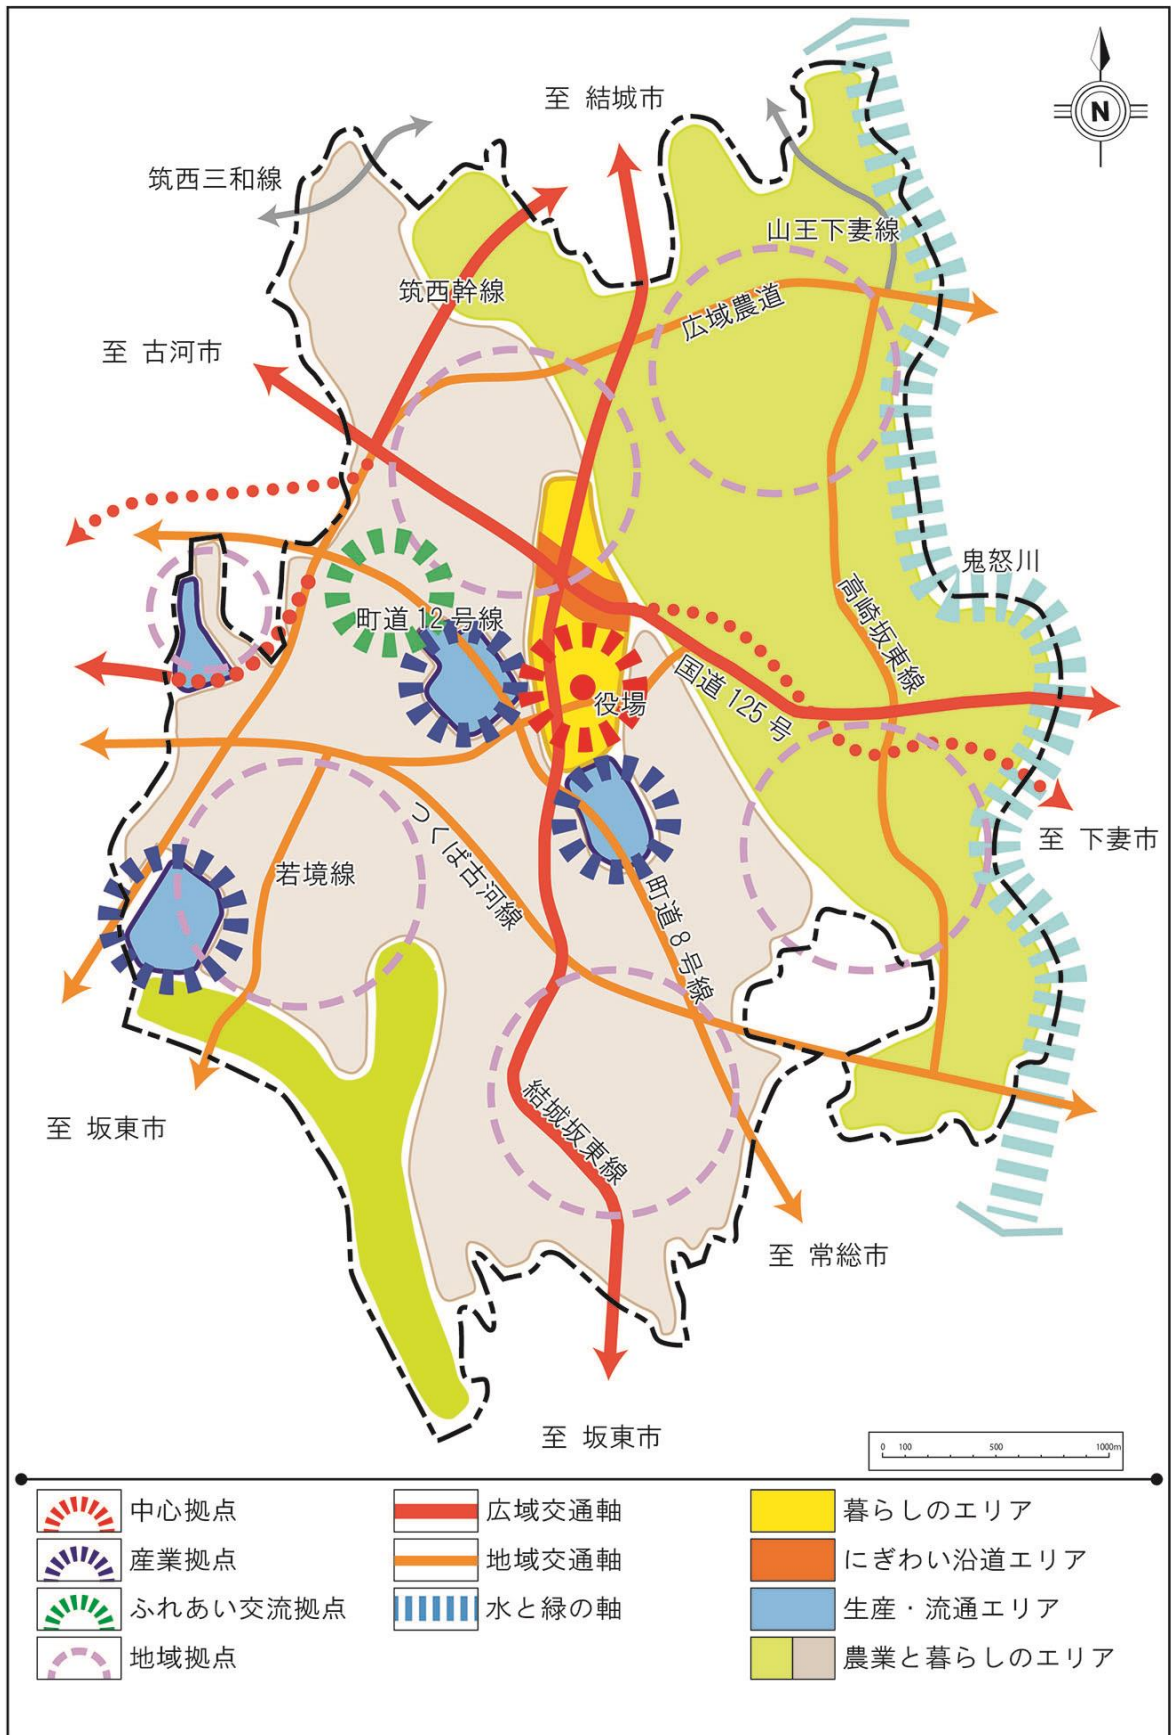 至 結城市
N
筑西三和線
山王下妻線
筑西幹線
広域農道
至 古河市
鬼怒川
高崎坂東線
町道12号線
国道125号
役場
至 下妻市
つくば古河線
若境線
町道8号線
至 坂東市
結城坂東線
至 常総市
至 坂東市
0 100 500 1000m
中心拠点
広域交通軸
暮らしのエリア
産業拠点
地域交通軸
にぎわい沿道エリア
ふれあい交流拠点
水と緑の軸
生産・流通エリア
地域拠点
農業と暮らしのエリア